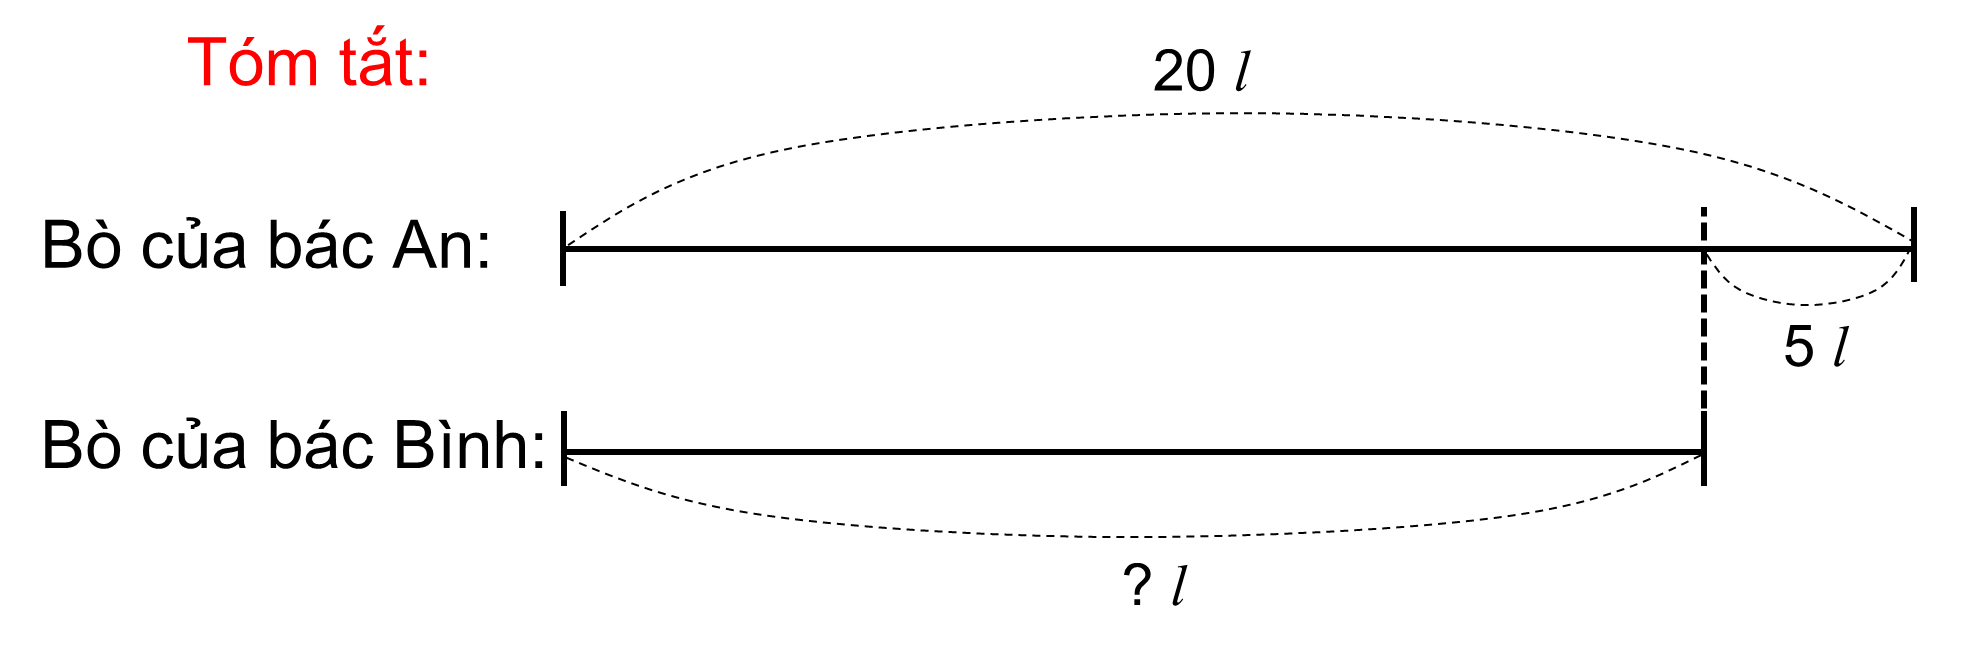 Tóm tắt:
20 l
Bò của bác An:
5 l
Bò của bác Bình:
? l